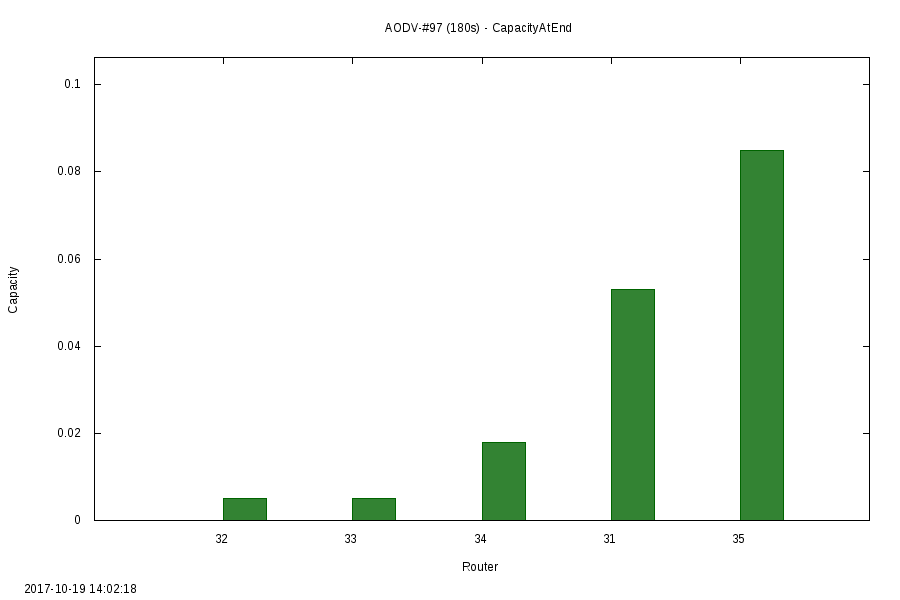 AODV-#97 (180s) - CapacityAtEnd
0.1
0.08
0.06
0.04
0.02
0
Capacity
32 33 34 31 35
Router
2017-10-19 14:02:18